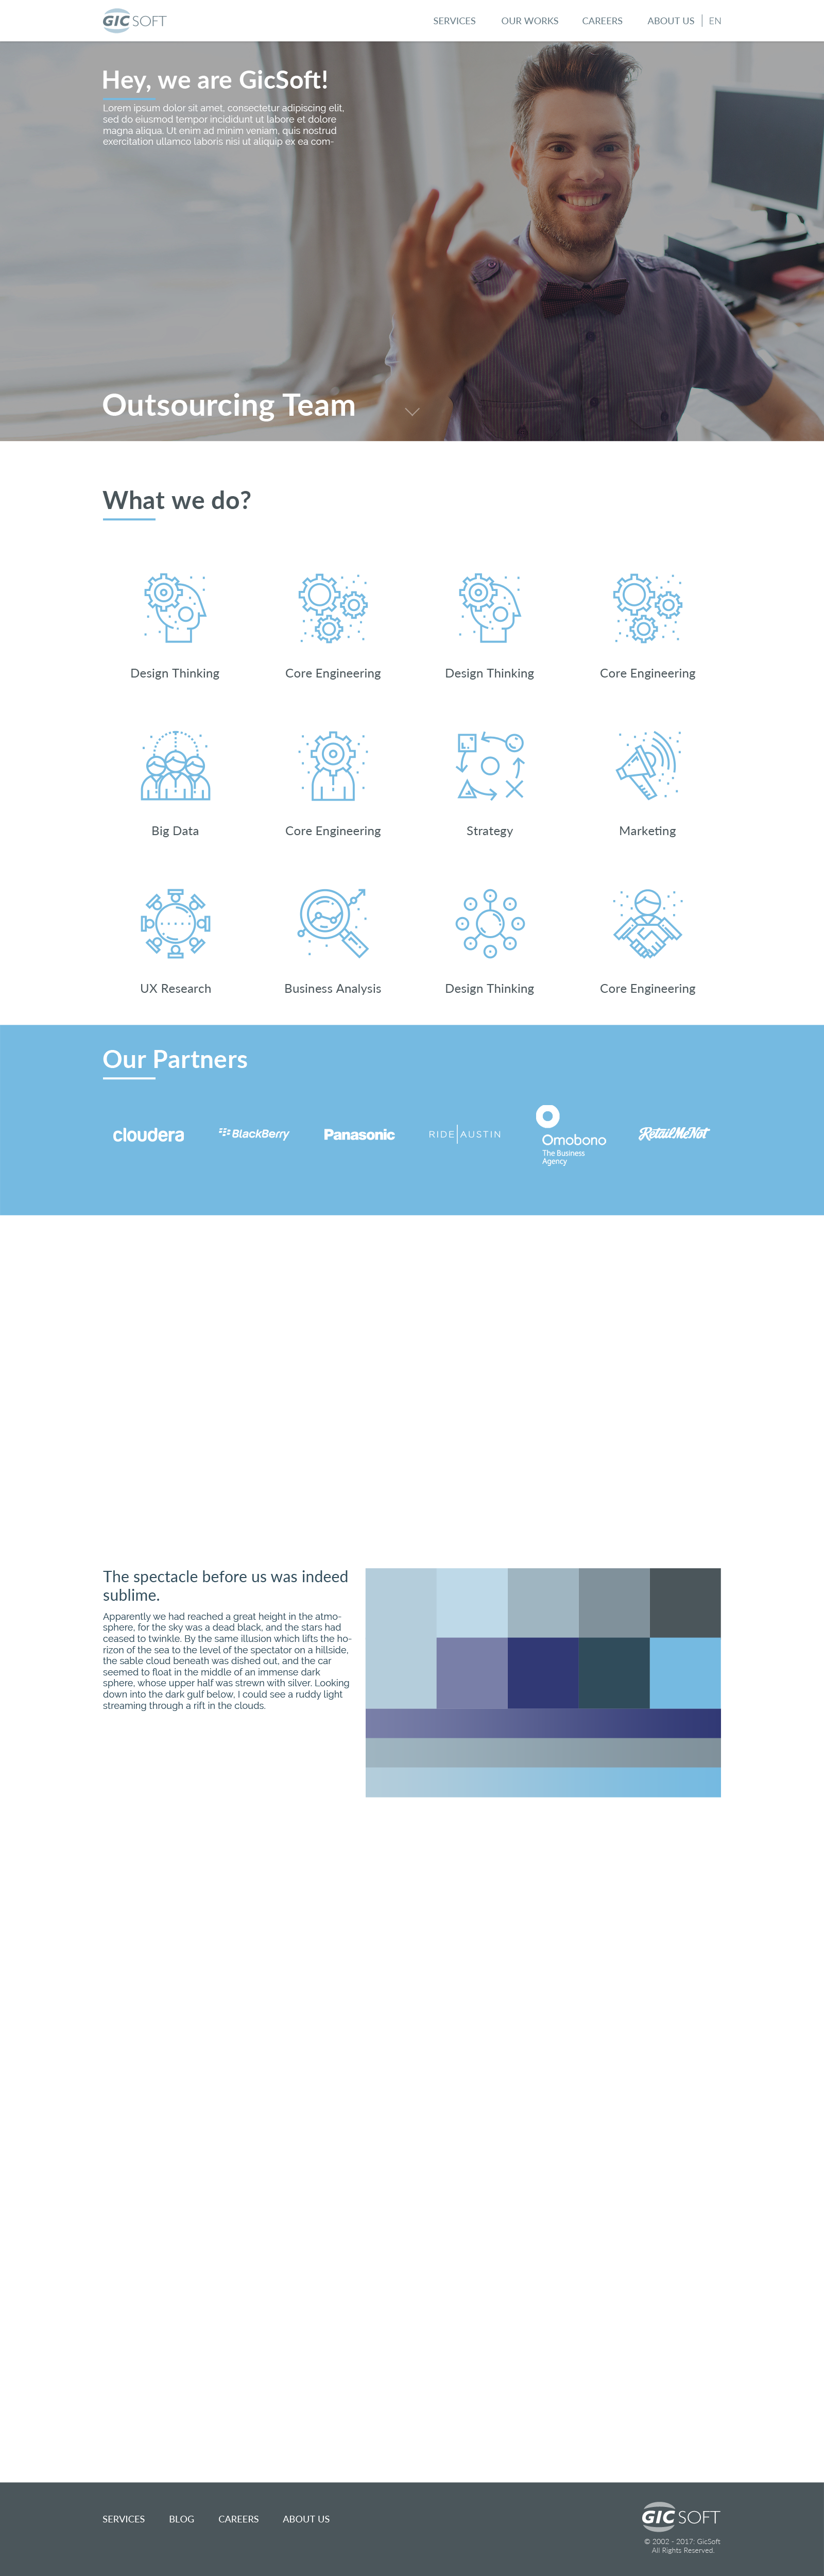 GIC SOFT
SERVICES OUR WORKS CAREERS ABOUT US EN
Hey, we are GicSoft!
Lorem ipsum dolor sit amet, consectetur adipiscing elit,
sed do eiusmod tempor incididunt ut labore et dolore
magna aliqua. Ut enim ad minim veniam, quis nostrud
exercitation ullamco laboris nisi ut aliquip ex ea com-
Outsourcing Team
What we do?
Design Thinking Core Engineering Design Thinking Core Engineering
Big Data Core Engineering Strategy Marketing
UX Research Business Analysis Design Thinking Core Engineering
Our Partners
cloudera BlackBerry Panasonic RIDE AUSTIN Omobono RetailMeNot
The Business
Agency
The spectacle before us was indeed
sublime.
Apparently we had reached a great height in the atmo-
sphere, for the sky was a dead black, and the stars had
ceased to twinkle. By the same illusion which lifts the ho-
rizon of the sea to the level of the spectator on a hillside,
the sable cloud beneath was dished out, and the car
seemed to float in the middle of an immense dark
sphere, whose upper half was strewn with silver. Looking
down into the dark gulf below, I could see a ruddy light
streaming through a rift in the clouds.
SERVICES BLOG CAREERS ABOUT US
GIC SOFT
© 2002 - 2017. GicSoft
All Rights Reserved.